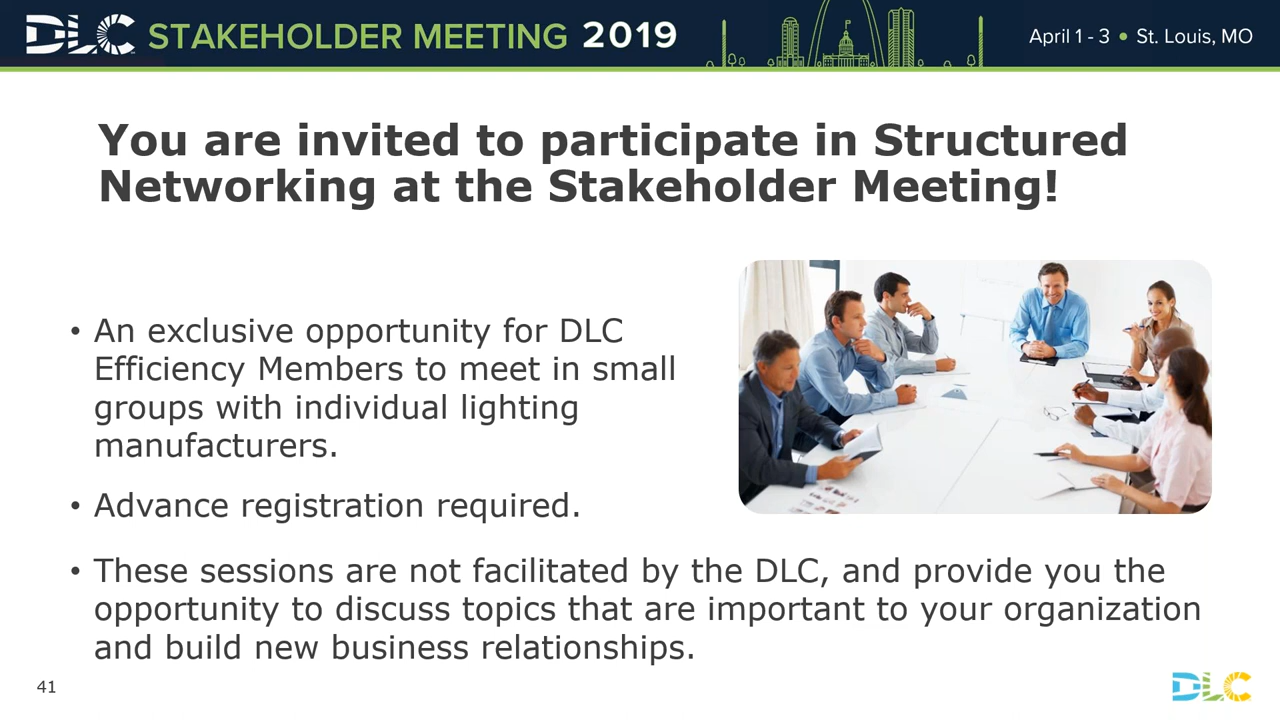 DLC STAKEHOLDER MEETING 2019
April 1 - 3 • St. Louis, MO
You are invited to participate in Structured
Networking at the Stakeholder Meeting!
• An exclusive opportunity for DLC
Efficiency Members to meet in small
groups with individual lighting
manufacturers.
• Advance registration required.
• These sessions are not facilitated by the DLC, and provide you the
opportunity to discuss topics that are important to your organization
and build new business relationships.
41
DLC